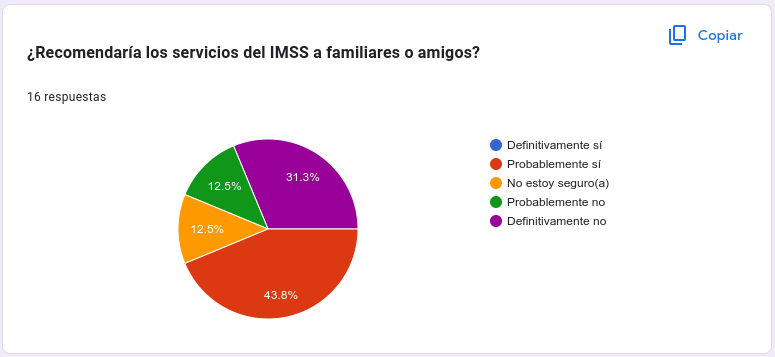 Copiar
¿Recomendaría los servicios del IMSS a familiares o amigos?
16 respuestas
Definitivamente sí
Probablemente sí
No estoy seguro(a)
Probablemente no
Definitivamente no
31.3%
12.5%
12.5%
43.8%